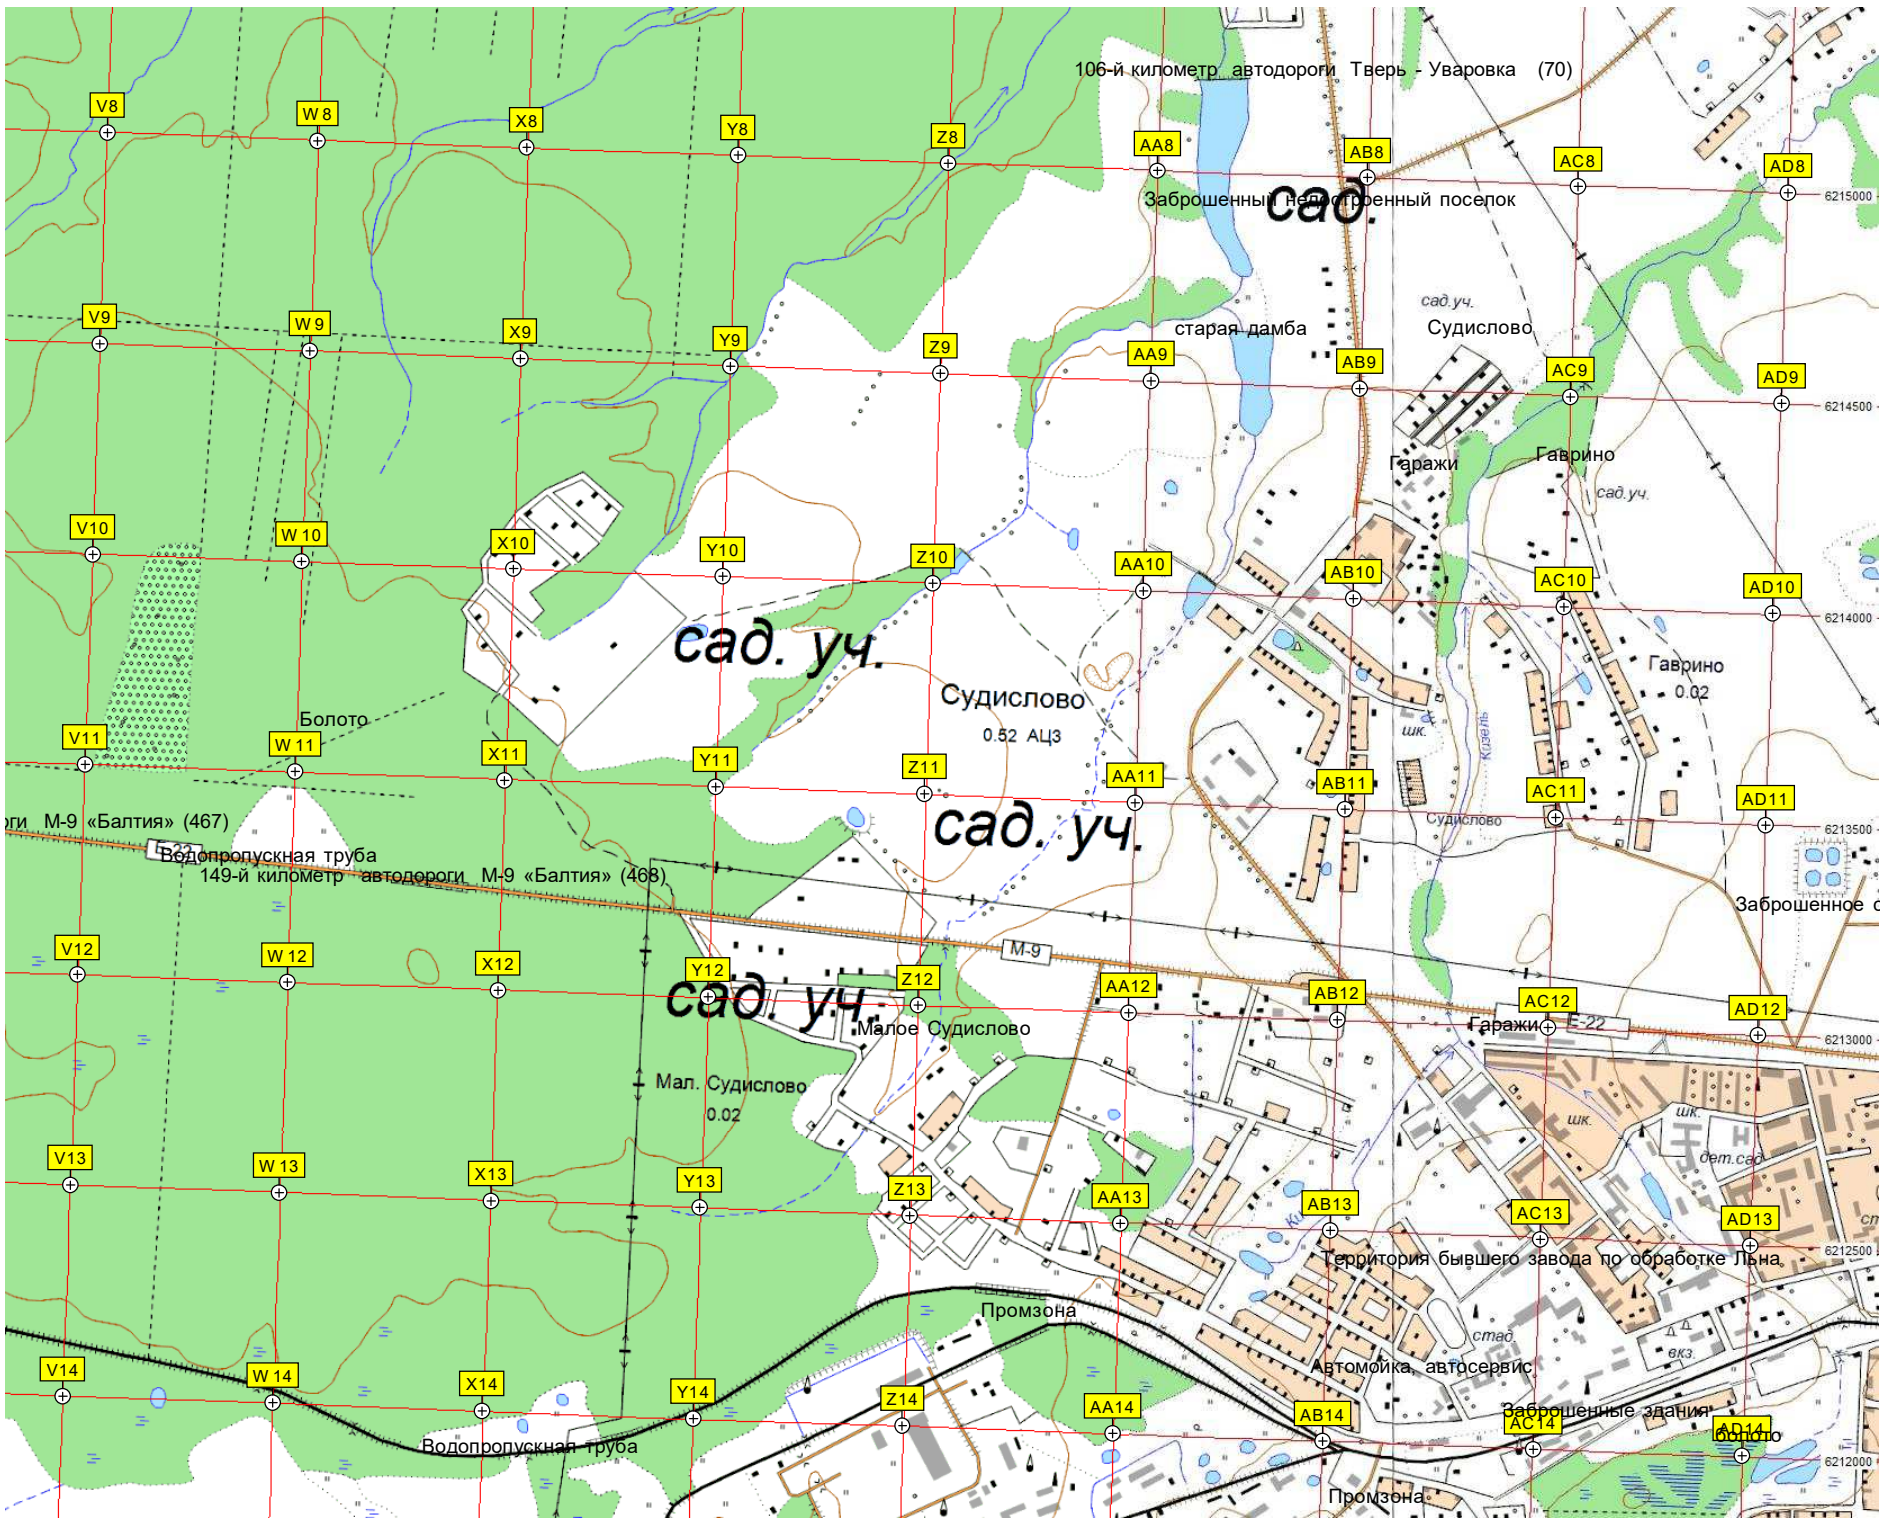 106-й километр автодороги Тверь - Уваровка (70)
V8
W8
X8
Y8
Z8
AA8
AB8
AC8
AD8
сад.
Заброшенный недостроенный поселок
6215000
сад.уч.
Судислово
старая дамба
V9
W9
X9
Y9
Z9
AA9
AB9
AC9
AD9
6214500
Гаражи
Гаврино
сад.уч.
V10
W10
X10
Y10
Z10
AA10
AB10
AC10
AD10
6214000
сад. уч.
Гаврино
0.02
Судислово
0.52 АЦЗ
Болото
шк.
Кизель
V11
W11
X11
Y11
Z11
AA11
AB11
AC11
AD11
сад. уч.
Судислово
6213500
оги М-9 «Балтия» (467)
Е-22
Водопропускная труба
149-й километр автодороги М-9 «Балтия» (468)
Заброшенное с
М-9
V12
W12
X12
Y12
Z12
AA12
AB12
AC12
AD12
сад. уч.
Малое Судислово
Гаражи
Е-22
6213000
Мал. Судислово
0.02
шк.
шк.
дет.сад
V13
W13
X13
Y13
Z13
AA13
AB13
AC13
AD13
Ки
ст
Территория бывшего завода по обработке Льна
6212500
Промзона
стад.
вкз.
Автомойка, автосервис
V14
W14
X14
Y14
Z14
AA14
AB14
AC14
AD14
Заброшенные здания
болото
Водопропускная труба
6212000
Промзона